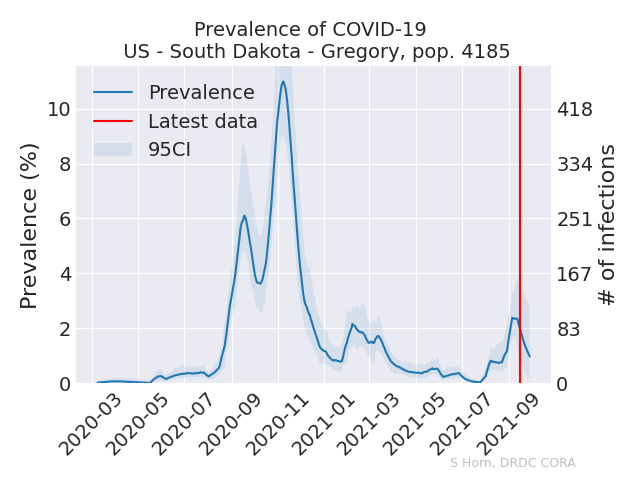 Prevalence of COVID-19
US - South Dakota - Gregory, pop. 4185
Prevalence
Latest data
95CI
Prevalence (%)
10
8
6
4
2
0
418
334
251
167
83
0
# of infections
2020-03
2020-05
2020-07
2020-09
2020-11
2021-01
2021-03
2021-05
2021-07
2021-09
S Horn, DRDC CORA